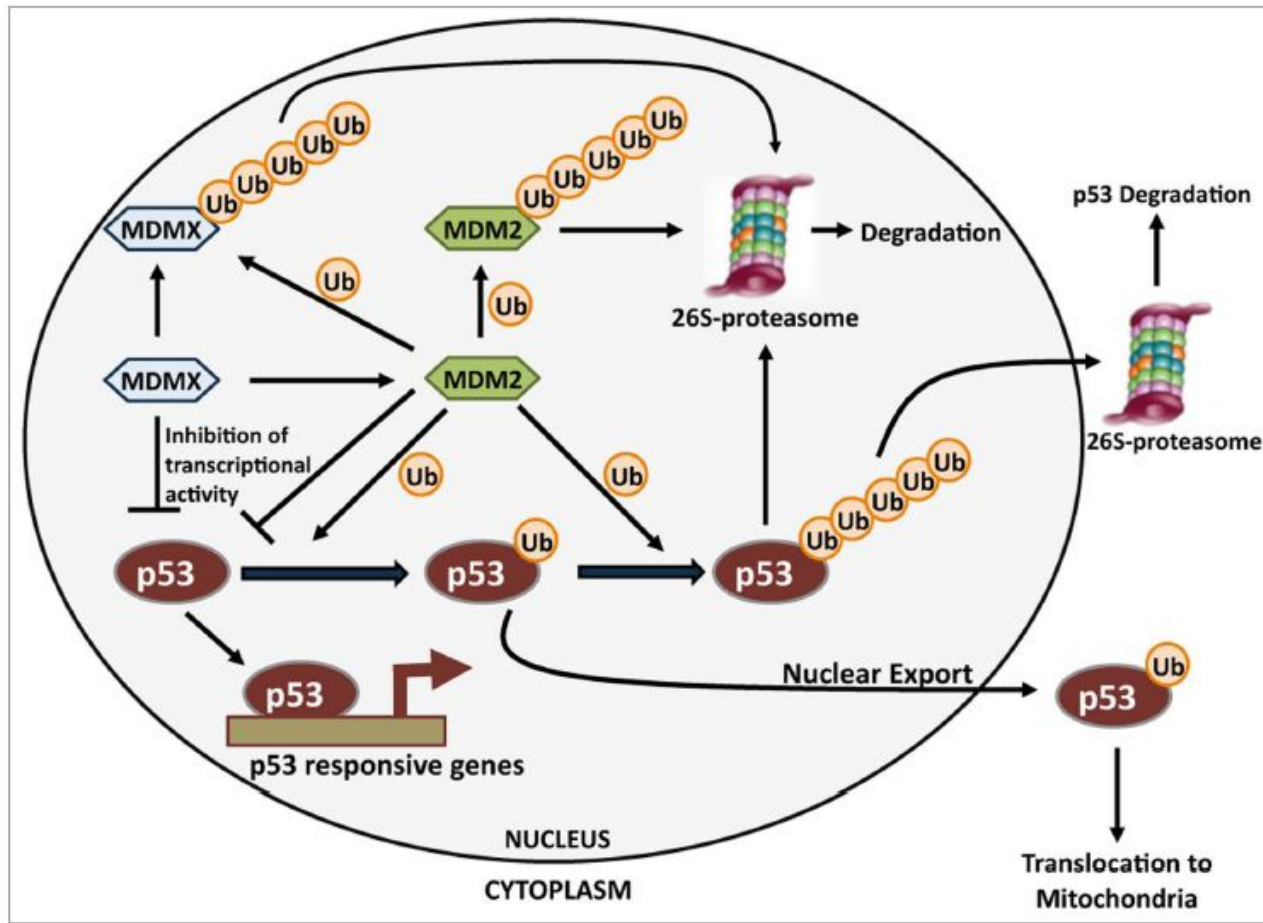 Ub
Ub
Ub
Ub
Ub
MDMX
Ub
Ub
Ub
Ub
Ub
MDM2
Degradation
26S-proteasome
p53 Degradation
26S-proteasome
Ub
Ub
MDMX
MDM2
Inhibition of
transcriptional
activity
Ub
Ub
p53
Ub
p53
Ub
Ub
Ub
Ub
Ub
p53
p53
p53 responsive genes
Nuclear Export
Ub
p53
Translocation to
Mitochondria
NUCLEUS
CYTOPLASM